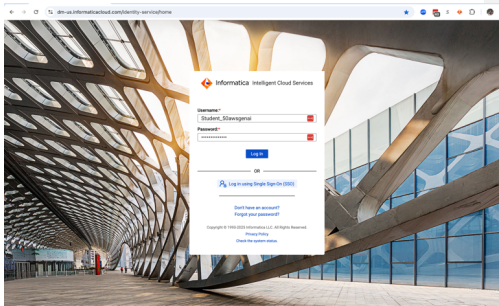 dm-us.informaticacloud.com/identity-service/home
Informatica Intelligent Cloud Services
Username:*
Student_50awsgenai
Password:*
Log In
OR
Log in using Single Sign-On (SSO)
Don't have an account?
Forgot your password?
Copyright © 1993-2025 Informatica LLC. All Rights Reserved.
Privacy Policy
Check the system status.